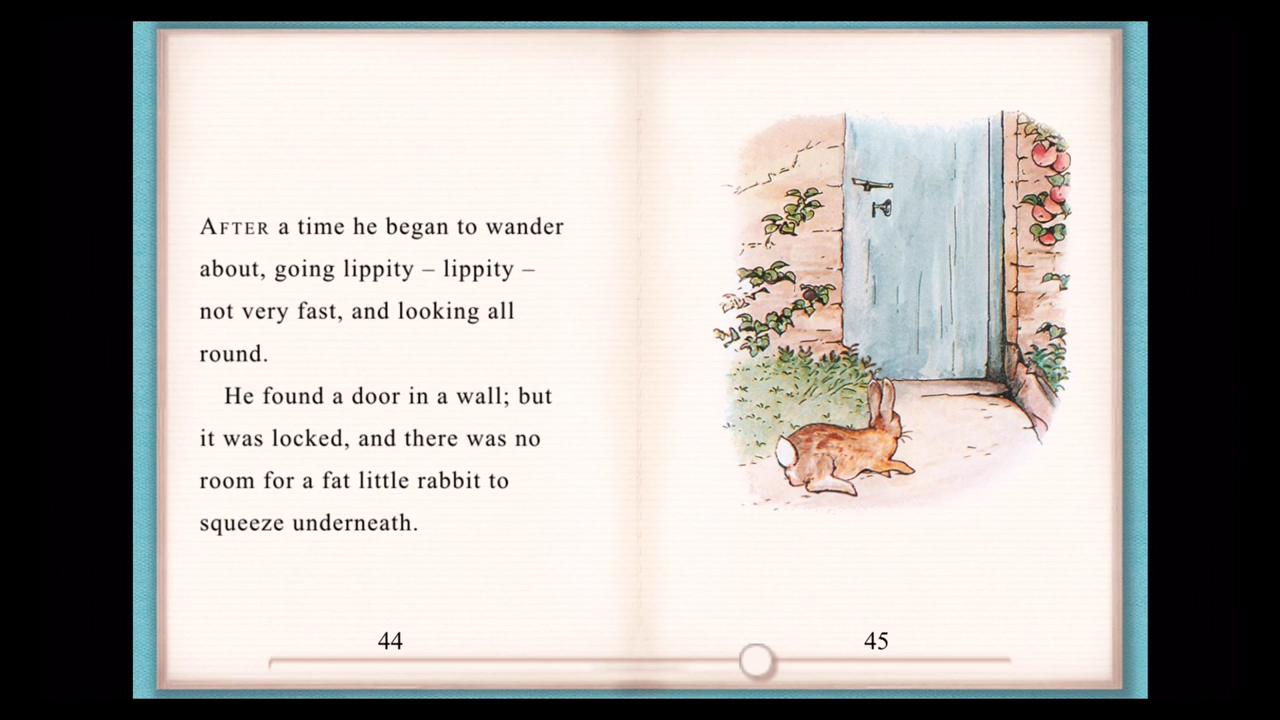 AFTER a time he began to wander
about, going lippity – lippity –
not very fast, and looking all
round.
He found a door in a wall; but
it was locked, and there was no
room for a fat little rabbit to
squeeze underneath.
44
45